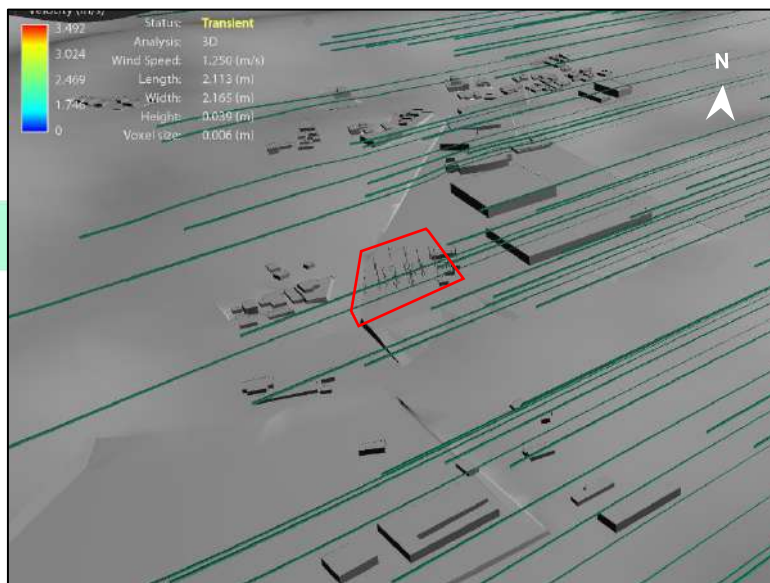 Velocity (m/s)
3.492
3.024
2.469
1.746
0
Status: Transient
Analysis: 3D
Wind Speed: 1.250 (m/s)
Length: 2.113 (m)
Width: 2.165 (m)
Height: 0.039 (m)
Voxel size: 0.006 (m)
N